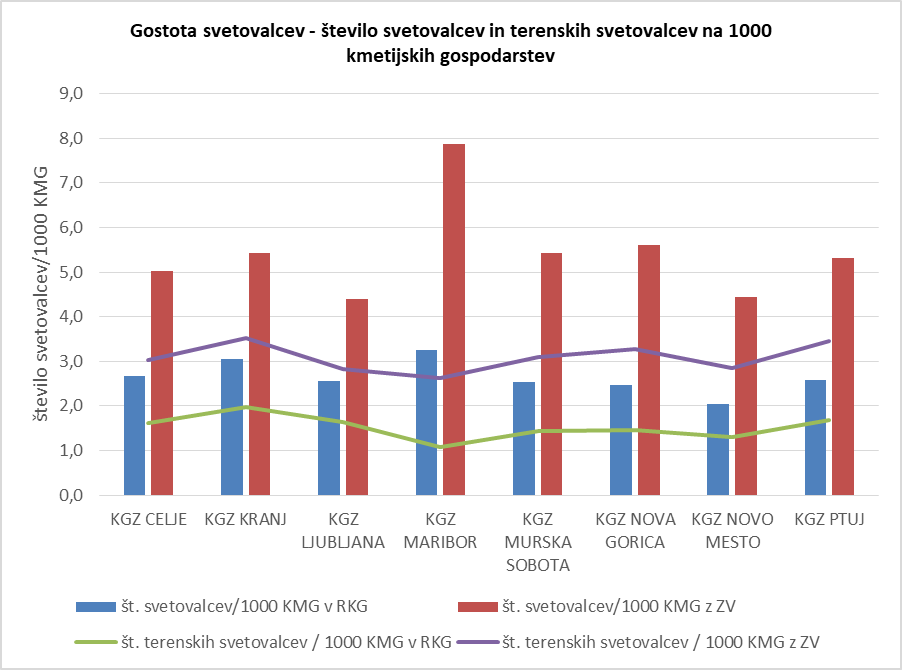 Gostota svetovalcev - število svetovalcev in terenskih svetovalcev na 1000
kmetijskih gospodarstev
število svetovalcev/1000 KMG
9,0
8,0
7,0
6,0
5,0
4,0
3,0
2,0
1,0
0,0
KGZ CELJE
KGZ KRANJ
KGZ
LJUBLJANA
KGZ
MARIBOR
KGZ
MURSKA
SOBOTA
KGZ NOVA
GORICA
KGZ NOVO
MESTO
KGZ PTUJ
št. svetovalcev/1000 KMG v RKG
št. svetovalcev/1000 KMG z ZV
št. terenskih svetovalcev / 1000 KMG v RKG
št. terenskih svetovalcev / 1000 KMG z ZV